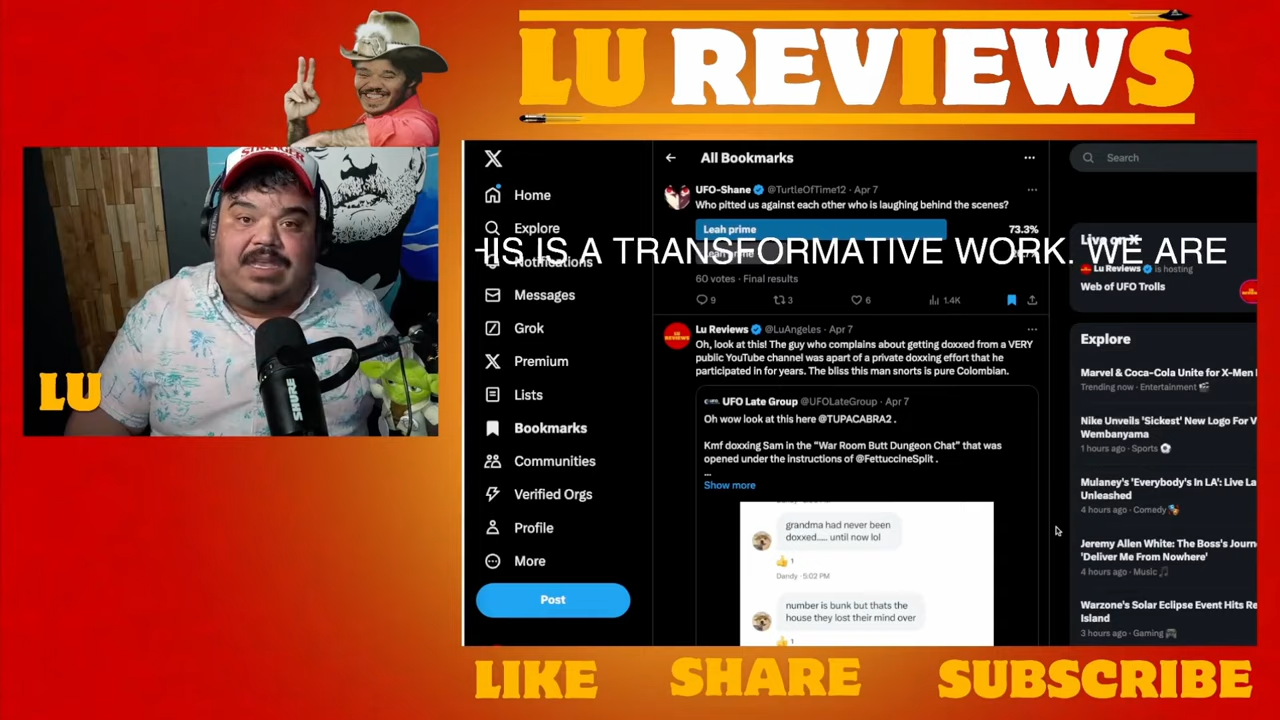 LU REVIEWS
STRANGER
LU
SHURE
Home
Explore
Notifications
Messages
Grok
Premium
Lists
Bookmarks
Communities
Verified Orgs
Profile
More
Post
All Bookmarks
UFO-Shane @TurtleOfTime12 · Apr 7
Who pitted us against each other who is laughing behind the scenes?
Leah prime 73.3%
HIS IS A TRANSFORMATIVE WORK. WE ARE
60 votes · Final results
9 3 6 1.4K
Lu Reviews @LuAngeles · Apr 7
Oh, look at this! The guy who complains about getting doxxed from a VERY
public YouTube channel was apart of a private doxxing effort that he
participated in for years. The bliss this man snorts is pure Colombian.
UFO Late Group @UFOLateGroup · Apr 7
Oh wow look at this here @TUPACABRA2 .
Kmf doxxing Sam in the “War Room Butt Dungeon Chat” that was
opened under the instructions of @FettuccineSplit .
...
Show more
grandma had never been
doxxed..... until now lol
1
Dandy · 5:02 PM
number is bunk but thats the
house they lost their mind over
1
Search
Live on X
Lu Reviews is hosting
Web of UFO Trolls
Explore
Marvel & Coca-Cola Unite for X-Men
Trending now · Entertainment
Nike Unveils 'Sickest' New Logo For V
Wembanyama
1 hours ago · Sports
Mulaney's 'Everybody's In LA': Live La
Unleashed
4 hours ago · Comedy
Jeremy Allen White: The Boss's Journ
'Deliver Me From Nowhere'
4 hours ago · Music
Warzone's Solar Eclipse Event Hits Re
Island
3 hours ago · Gaming
LIKE SHARE SUBSCRIBE